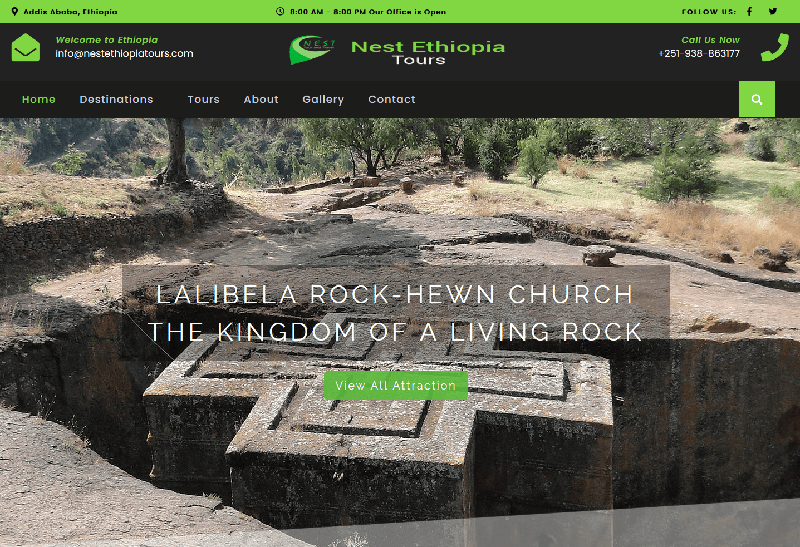 Addis Ababa, Ethiopia
8:00 AM - 8:00 PM Our Office is Open
FOLLOW US:
Welcome to Ethiopia
info@nestethiopiatours.com
NEST
Nest Ethiopia
Tours
Call Us Now
+251-938-863177
Home
Destinations
Tours
About
Gallery
Contact
LALIBELA ROCK-HEWN CHURCH
THE KINGDOM OF A LIVING ROCK
View All Attraction